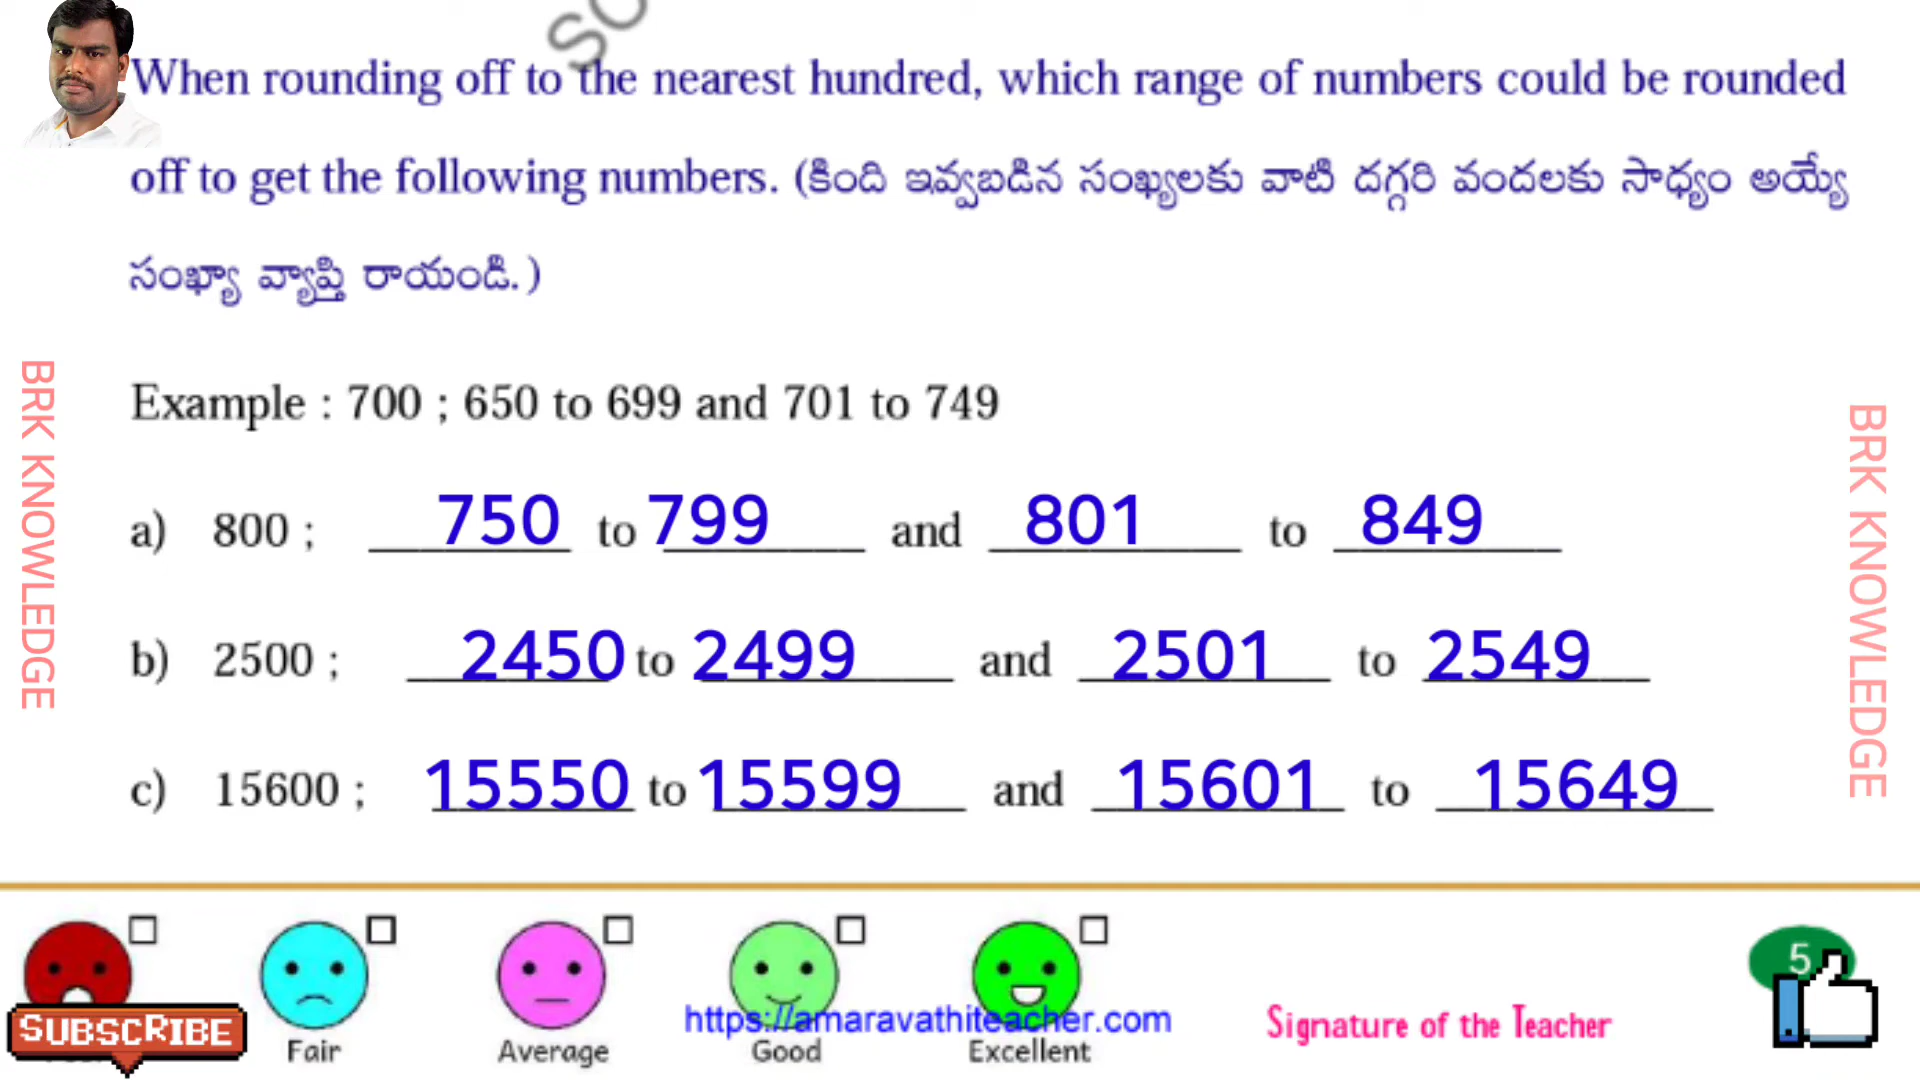 SO
When rounding off to the nearest hundred, which range of numbers could be rounded
off to get the following numbers. (కింది ఇవ్వబడిన సంఖ్యలకు వాటి దగ్గరి వందలకు సాధ్యం అయ్యే
సంఖ్యా వ్యాప్తి రాయండి.)
Example : 700 ; 650 to 699 and 701 to 749
a) 800 ; 750 to 799 and 801 to 849
b) 2500 ; 2450 to 2499 and 2501 to 2549
c) 15600 ; 15550 to 15599 and 15601 to 15649
BRK KNOWLEDGE
BRK KNOWLEDGE
5
SUBSCRIBE
https://amaravathiteacher.com
Signature of the Teacher
Fair Average Good Excellent